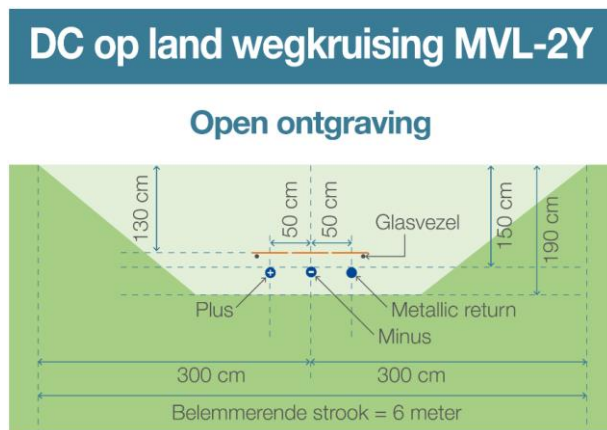 DC op land wegkruising MVL-2Y
Open ontgraving
130 cm
50 cm
50 cm
150 cm
190 cm
Glasvezel
Plus
Metallic return
Minus
300 cm
300 cm
Belemmerende strook = 6 meter